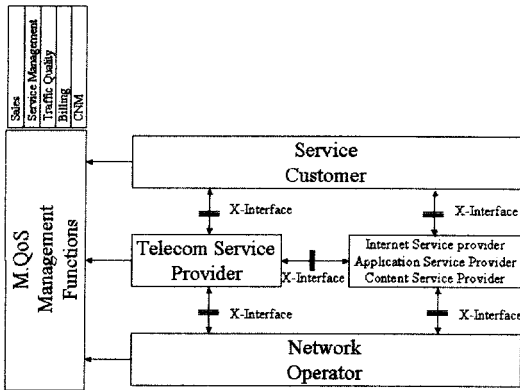 Sales
Service Management
Traffic Quality
Billing
CNM
M.QoS
Management
Functions
Service
Customer
X-Interface
X-Interface
Telecom Service
Provider
X-Interface
Internet Service provider
Application Service Provider
Content Service Provider
X-Interface
X-Interface
Network
Operator